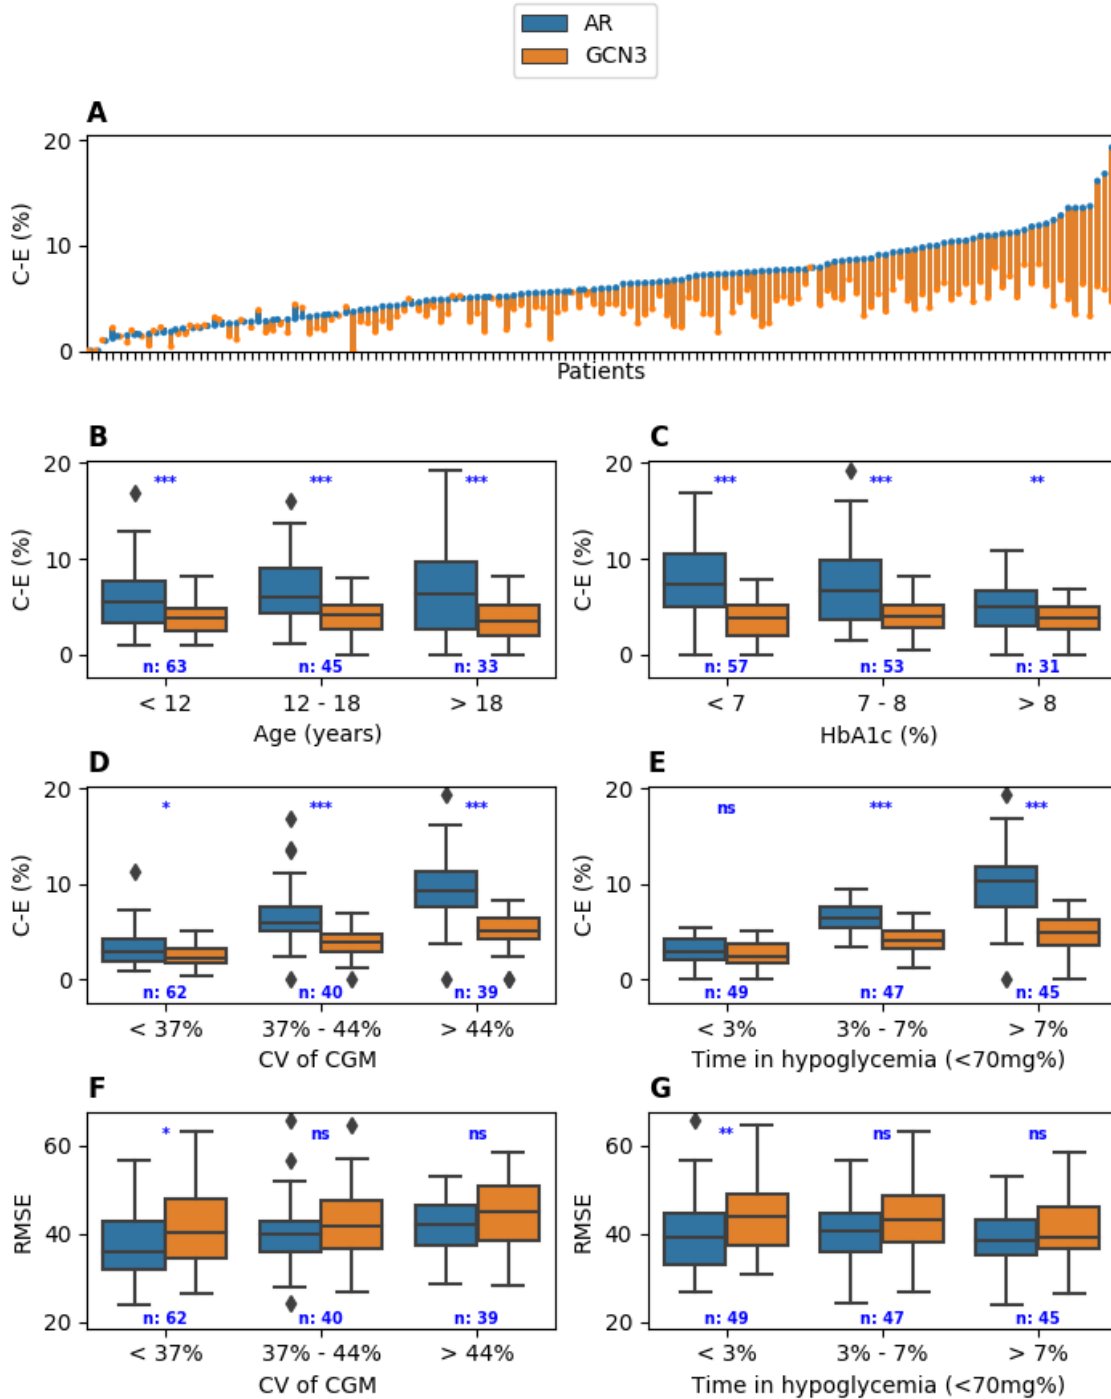 AR
GCN3
A
20
10
0
C-E (%)
Patients
B
20
10
0
C-E (%)
*** *** ***
n: 63 n: 45 n: 33
< 12 12 - 18 > 18
Age (years)
C
20
10
0
C-E (%)
*** *** **
n: 57 n: 53 n: 31
< 7 7 - 8 > 8
HbA1c (%)
D
20
10
0
C-E (%)
* *** ***
n: 62 n: 40 n: 39
< 37% 37% - 44% > 44%
CV of CGM
E
20
10
0
C-E (%)
ns *** ***
n: 49 n: 47 n: 45
< 3% 3% - 7% > 7%
Time in hypoglycemia (<70mg%)
F
60
40
20
RMSE
* ns ns
n: 62 n: 40 n: 39
< 37% 37% - 44% > 44%
CV of CGM
G
60
40
20
RMSE
** ns ns
n: 49 n: 47 n: 45
< 3% 3% - 7% > 7%
Time in hypoglycemia (<70mg%)